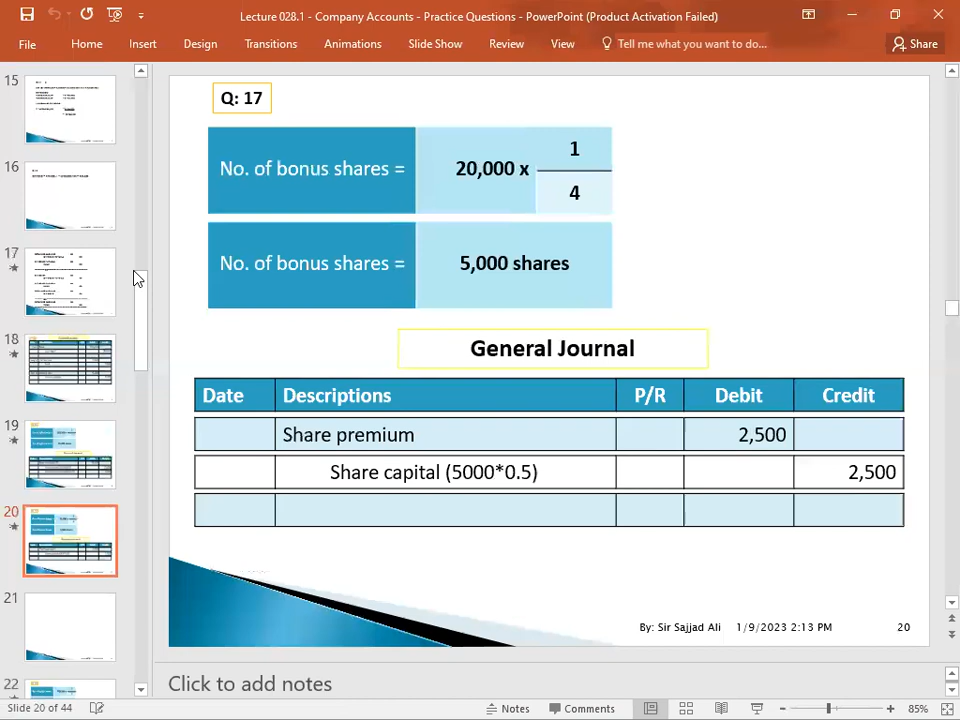 Lecture 028.1 - Company Accounts - Practice Questions - PowerPoint (Product Activation Failed)
File Home Insert Design Transitions Animations Slide Show Review View Tell me what you want to do... Share
15
16
17
18
19
20
21
22
Q: 17
No. of bonus shares = 20,000 x 1
4
No. of bonus shares = 5,000 shares
General Journal
Date Descriptions P/R Debit Credit
Share premium 2,500
Share capital (5000*0.5) 2,500
By: Sir Sajjad Ali 1/9/2023 2:13 PM 20
Click to add notes
Slide 20 of 44 Notes Comments 85%